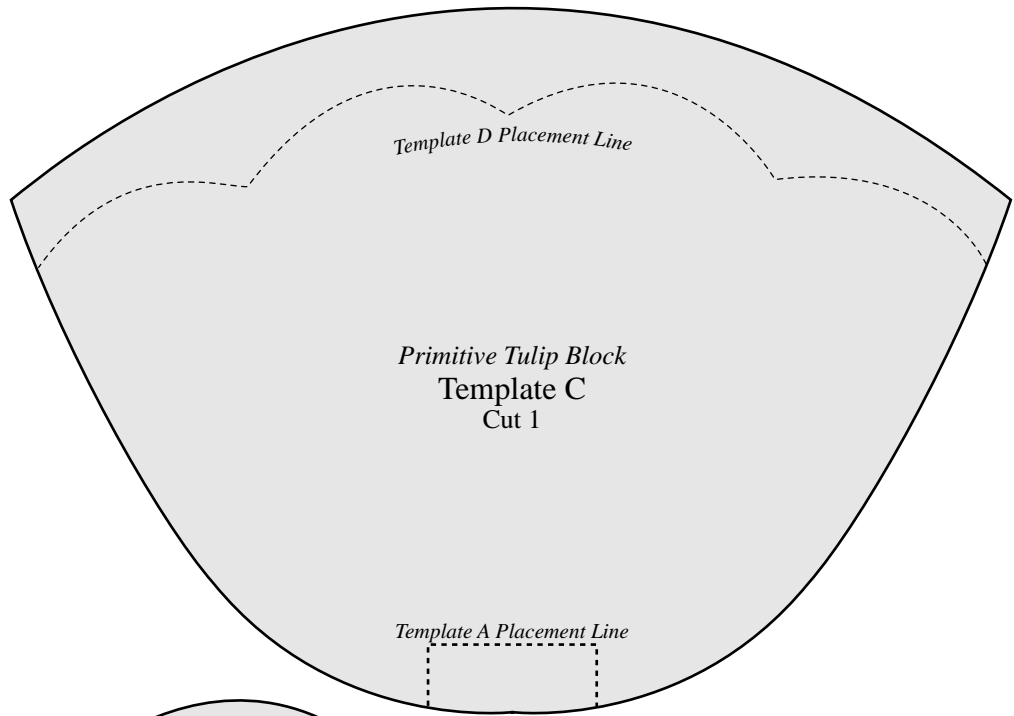 Template D Placement Line
Primitive Tulip Block
Template C
Cut 1
Template A Placement Line